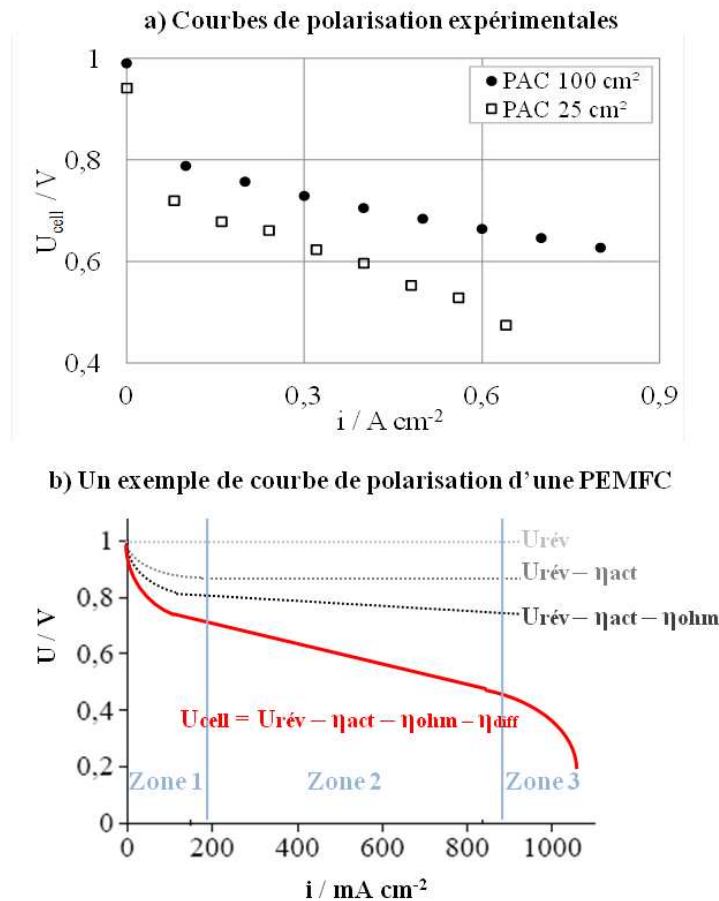 a) Courbes de polarisation expérimentales
1
PAC 100 cm²
PAC 25 cm²
0,8
0,6
0,4
U_cell / V
0 0,3 0,6 0,9
i / A cm⁻²
b) Un exemple de courbe de polarisation d'une PEMFC
1
Urév
Urév – ηact
0,8
Urév – ηact – ηohm
U / V
0,6
0,4
Ucell = Urév – ηact – ηohm – ηdiff
0,2
Zone 1 Zone 2 Zone 3
0
0 200 400 600 800 1000
i / mA cm⁻²